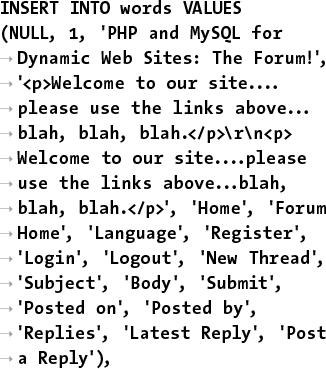 INSERT INTO words VALUES
(NULL, 1, 'PHP and MySQL for
→ Dynamic Web Sites: The Forum!',
→ '<p>Welcome to our site....
→ please use the links above...
→ blah, blah, blah.</p>\r\n<p>
→ Welcome to our site....please
→ use the links above...blah,
→ blah, blah.</p>', 'Home', 'Forum
→ Home', 'Language', 'Register',
→ 'Login', 'Logout', 'New Thread',
→ 'Subject', 'Body', 'Submit',
→ 'Posted on', 'Posted by',
→ 'Replies', 'Latest Reply', 'Post
→ a Reply'),